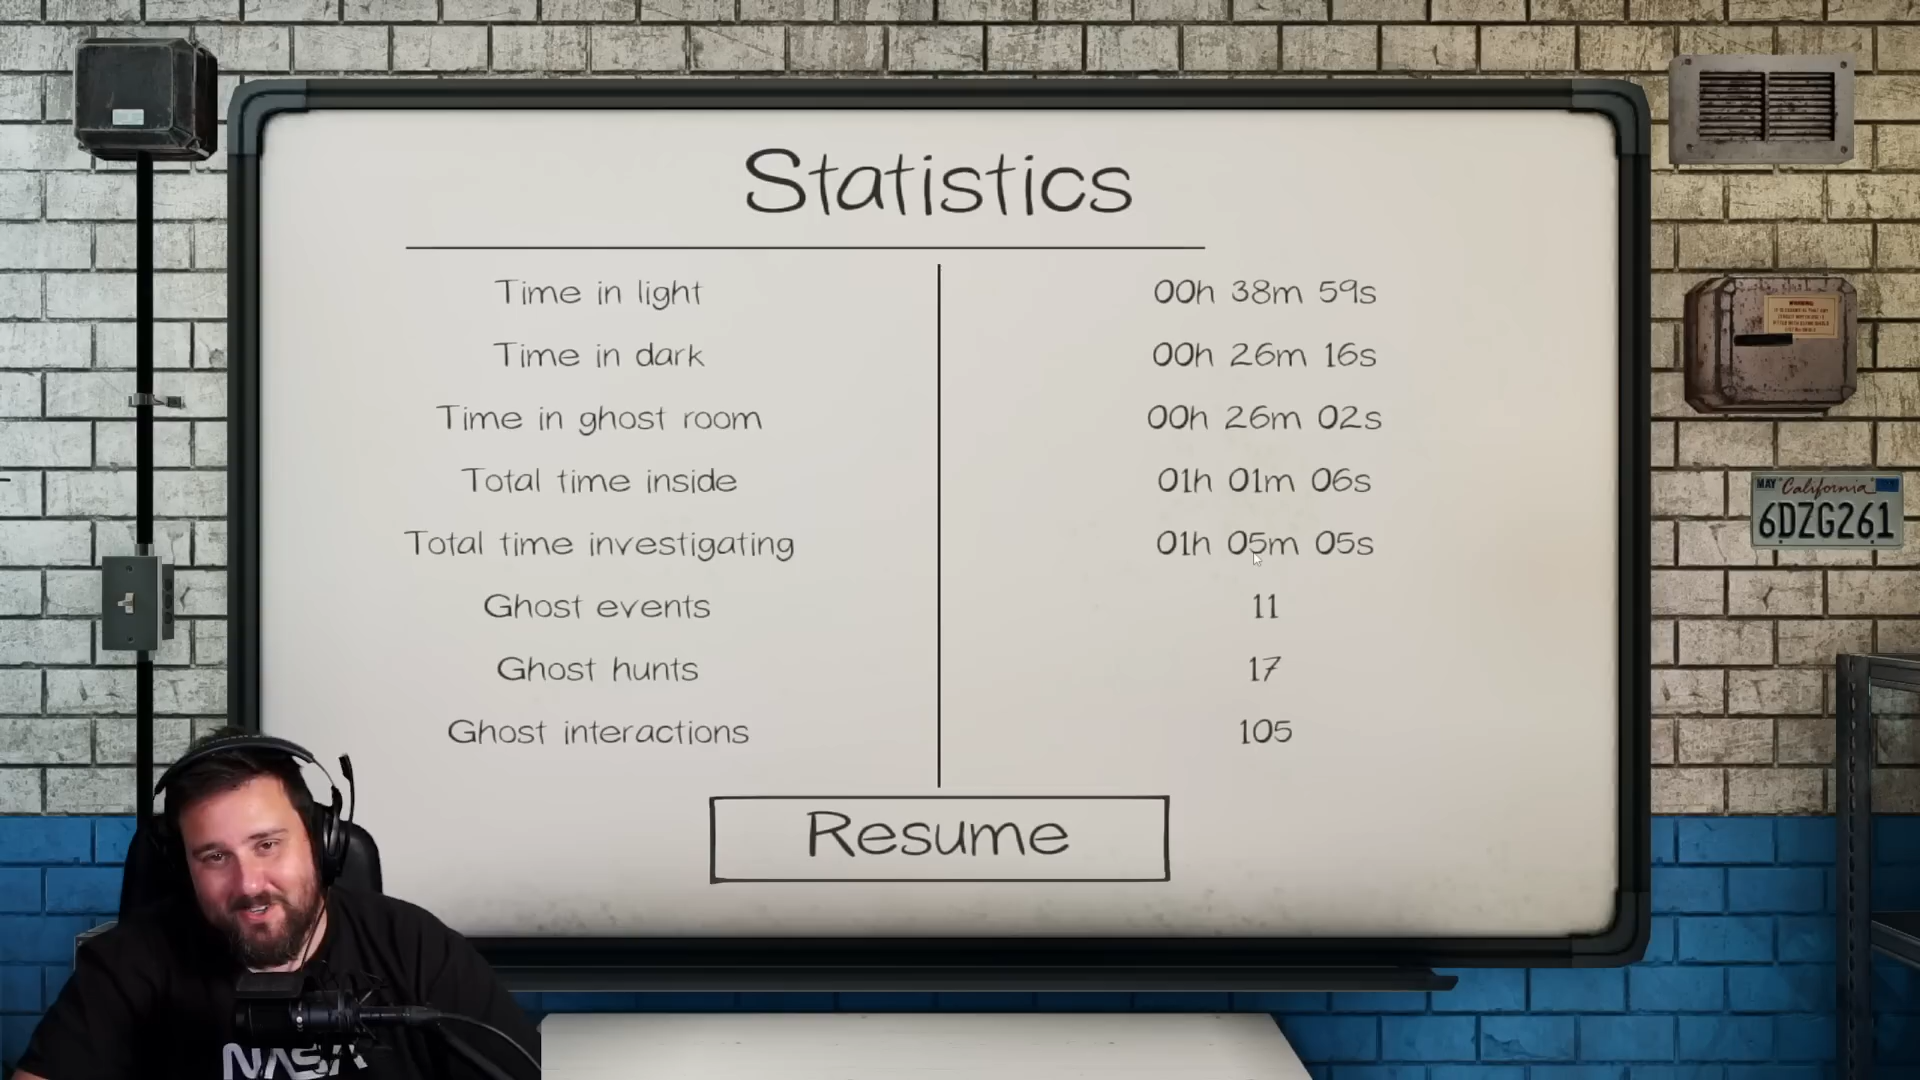 Statistics
Time in light 00h 38m 59s
Time in dark 00h 26m 16s
Time in ghost room 00h 26m 02s
Total time inside 01h 01m 06s
Total time investigating 01h 05m 05s
Ghost events 11
Ghost hunts 17
Ghost interactions 105
Resume
MAY California
6DZG261
NASA